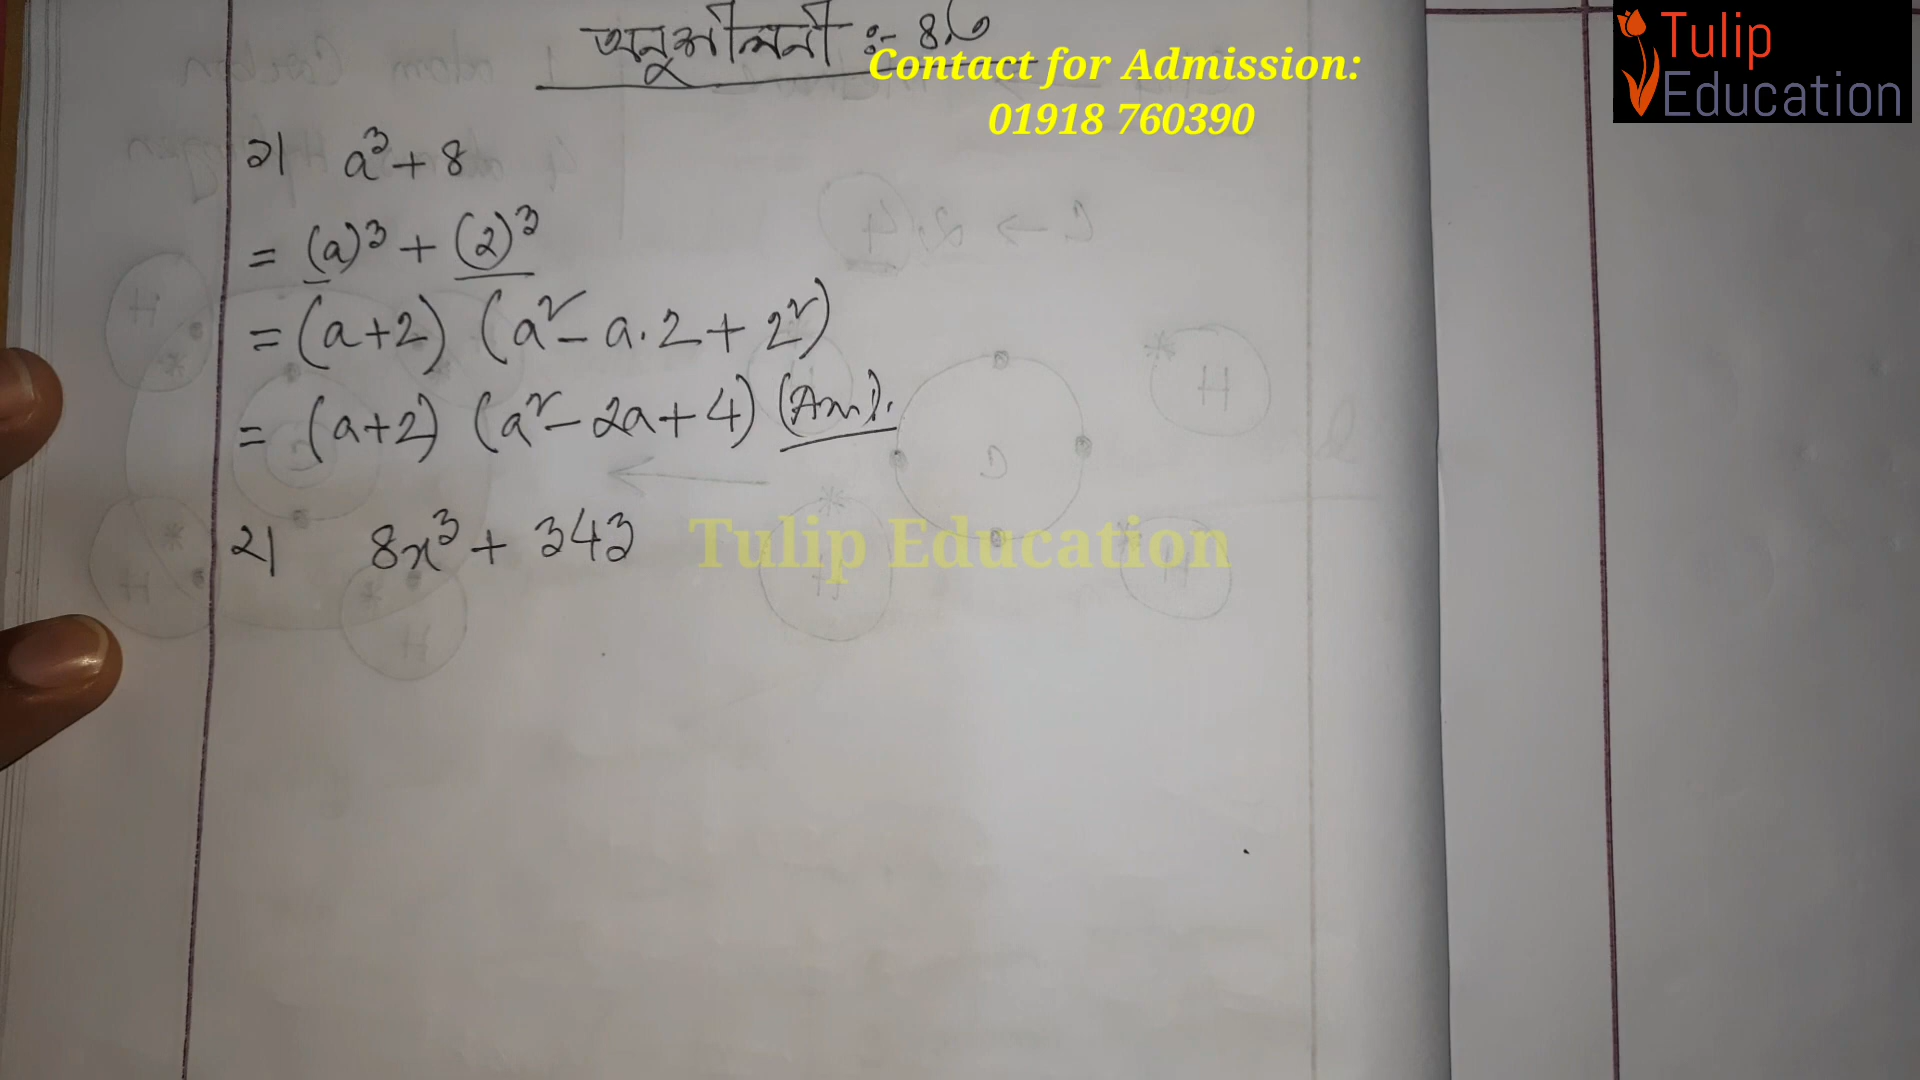 অনুশীলনী :- ৪.৩
Contact for Admission:
01918 760390
Tulip
Education
১। a³ + 8
= (a)³ + (2)³
= (a+2) (a² - a.2 + 2²)
= (a+2) (a² - 2a + 4) (Ans).
২। 8x³ + 343
Tulip Education